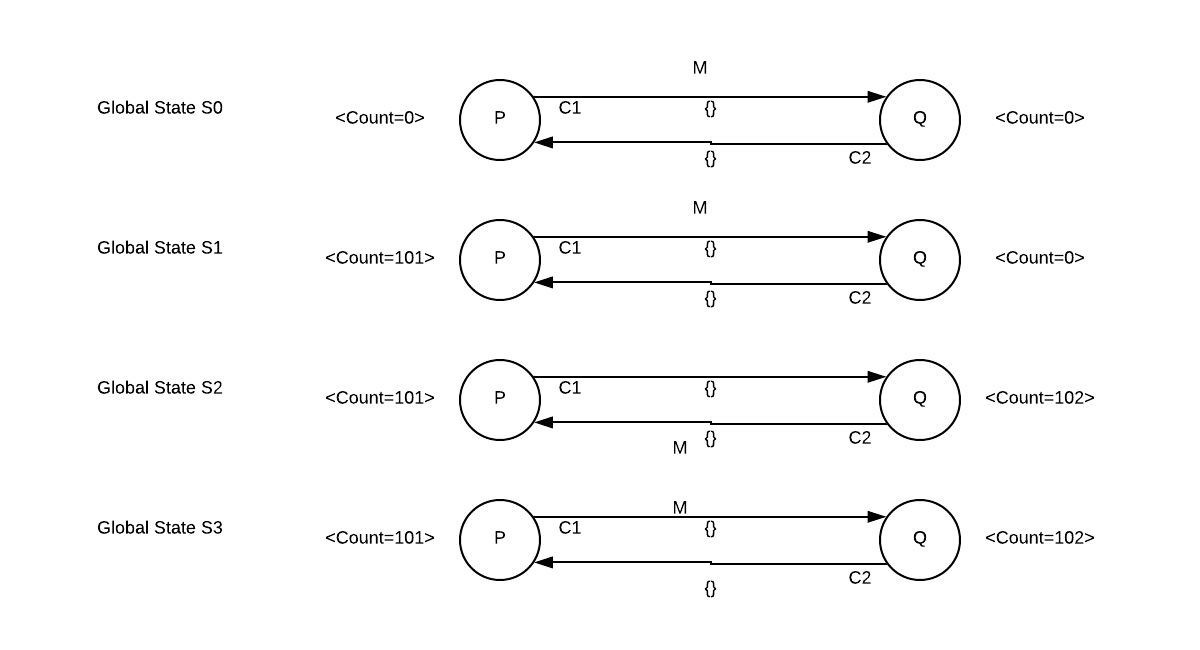 M
Global State S0 <Count=0> P C1 {} Q <Count=0>
{} C2
M
Global State S1 <Count=101> P C1 {} Q <Count=0>
{} C2
Global State S2 <Count=101> P C1 {} Q <Count=102>
M {} C2
M
Global State S3 <Count=101> P C1 {} Q <Count=102>
{} C2